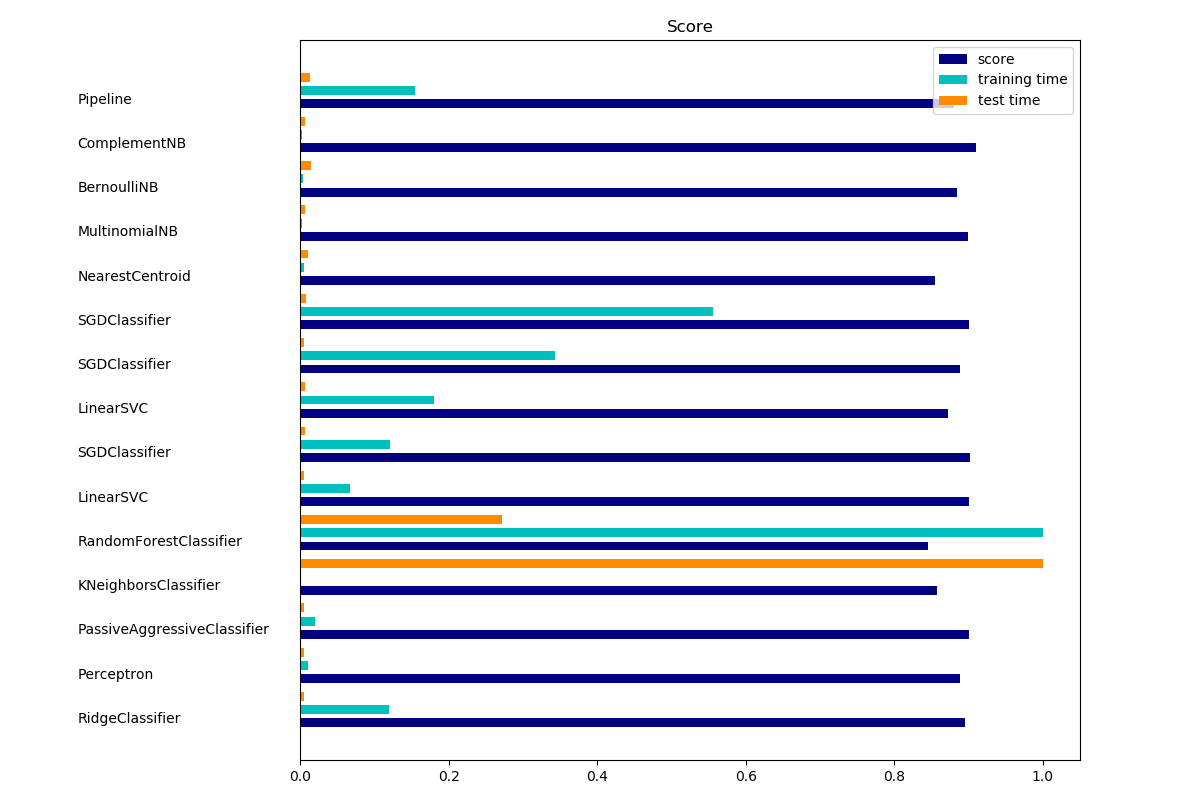 Score
score
training time
test time
Pipeline
ComplementNB
BernoulliNB
MultinomialNB
NearestCentroid
SGDClassifier
SGDClassifier
LinearSVC
SGDClassifier
LinearSVC
RandomForestClassifier
KNeighborsClassifier
PassiveAggressiveClassifier
Perceptron
RidgeClassifier
0.0 0.2 0.4 0.6 0.8 1.0